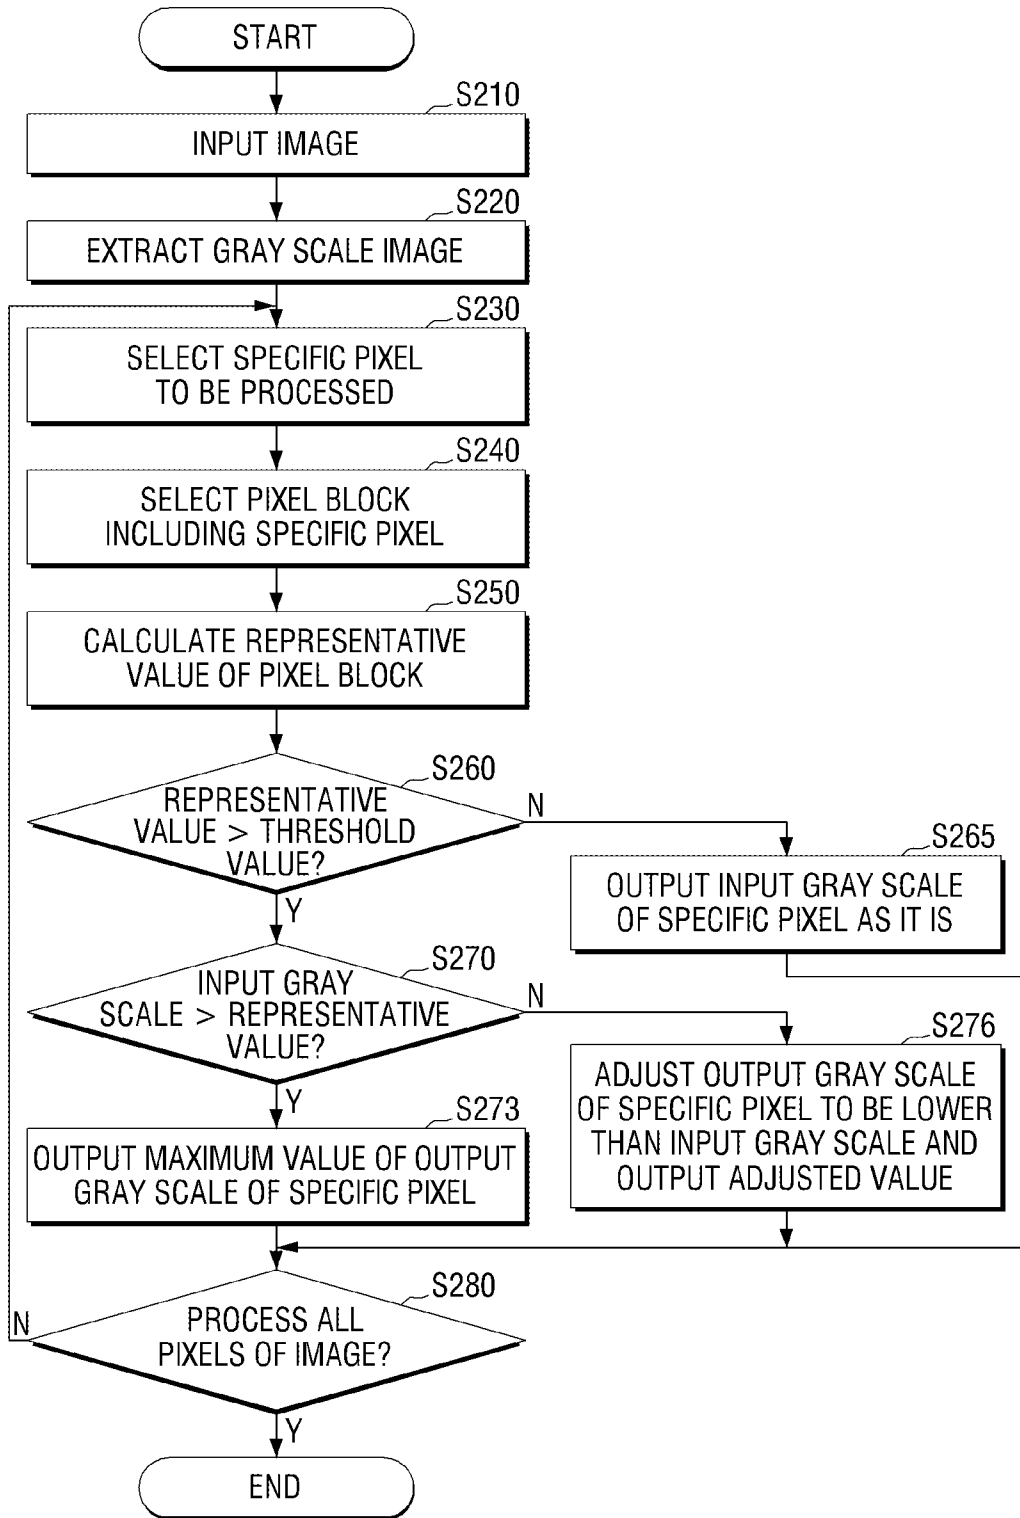 START
S210
INPUT IMAGE
S220
EXTRACT GRAY SCALE IMAGE
S230
SELECT SPECIFIC PIXEL
TO BE PROCESSED
S240
SELECT PIXEL BLOCK
INCLUDING SPECIFIC PIXEL
S250
CALCULATE REPRESENTATIVE
VALUE OF PIXEL BLOCK
S260
REPRESENTATIVE
VALUE > THRESHOLD
VALUE?
N
Y
S265
OUTPUT INPUT GRAY SCALE
OF SPECIFIC PIXEL AS IT IS
S270
INPUT GRAY
SCALE > REPRESENTATIVE
VALUE?
N
Y
S276
ADJUST OUTPUT GRAY SCALE
OF SPECIFIC PIXEL TO BE LOWER
THAN INPUT GRAY SCALE AND
OUTPUT ADJUSTED VALUE
S273
OUTPUT MAXIMUM VALUE OF OUTPUT
GRAY SCALE OF SPECIFIC PIXEL
S280
PROCESS ALL
PIXELS OF IMAGE?
N
Y
END